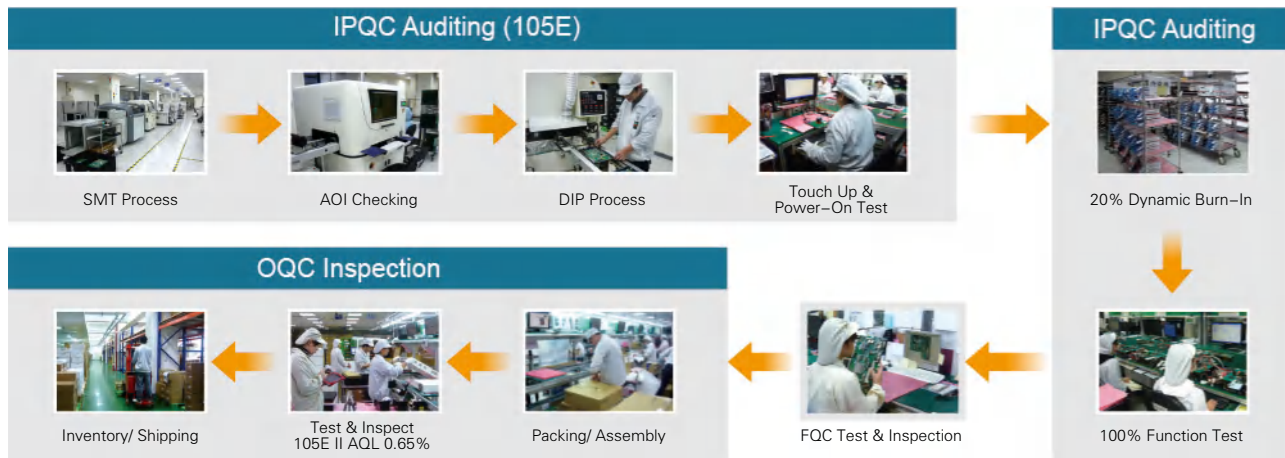 IPQC Auditing (105E)
SMT Process
AOI Checking
DIP Process
Touch Up &
Power–On Test
IPQC Auditing
20% Dynamic Burn–In
100% Function Test
FQC Test & Inspection
OQC Inspection
Packing/ Assembly
Test & Inspect
105E II AQL 0.65%
Inventory/ Shipping